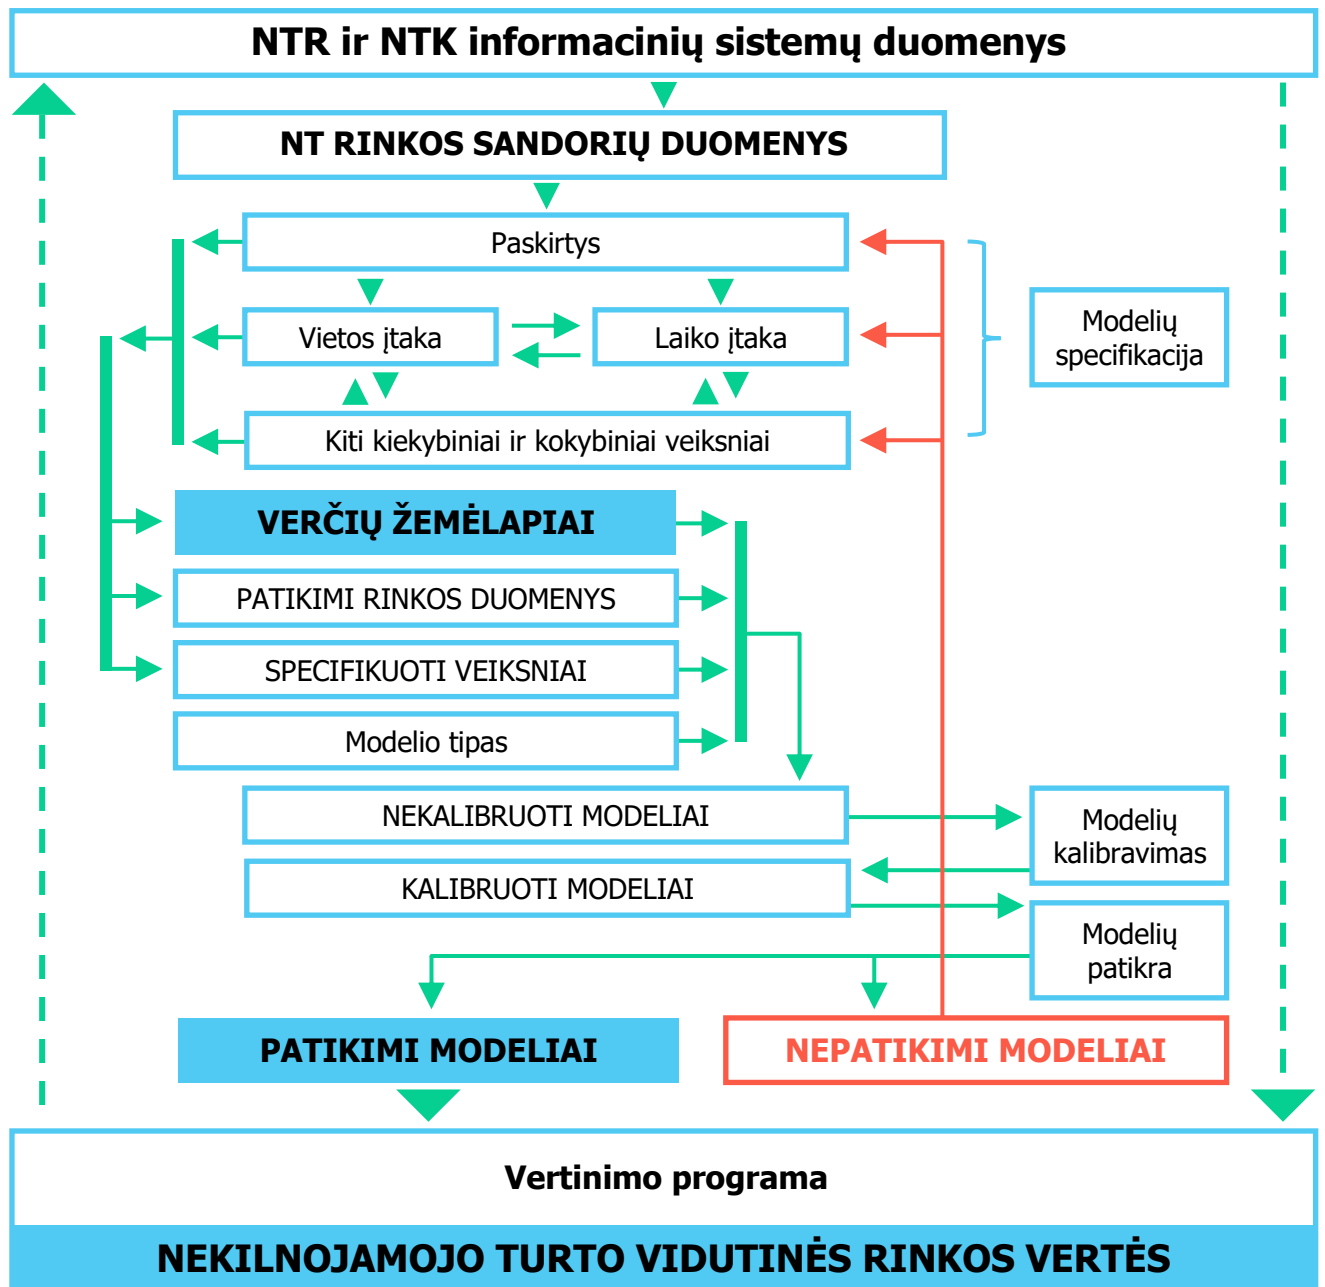 NTR ir NTK informacinių sistemų duomenys
NT RINKOS SANDORIŲ DUOMENYS
Paskirtys
Vietos įtaka
Laiko įtaka
Modelių
specifikacija
Kiti kiekybiniai ir kokybiniai veiksniai
VERČIŲ ŽEMĖLAPIAI
PATIKIMI RINKOS DUOMENYS
SPECIFIKUOTI VEIKSNIAI
Modelio tipas
NEKALIBRUOTI MODELIAI
Modelių
kalibravimas
KALIBRUOTI MODELIAI
Modelių
patikra
PATIKIMI MODELIAI
NEPATIKIMI MODELIAI
Vertinimo programa
NEKILNOJAMOJO TURTO VIDUTINĖS RINKOS VERTĖS